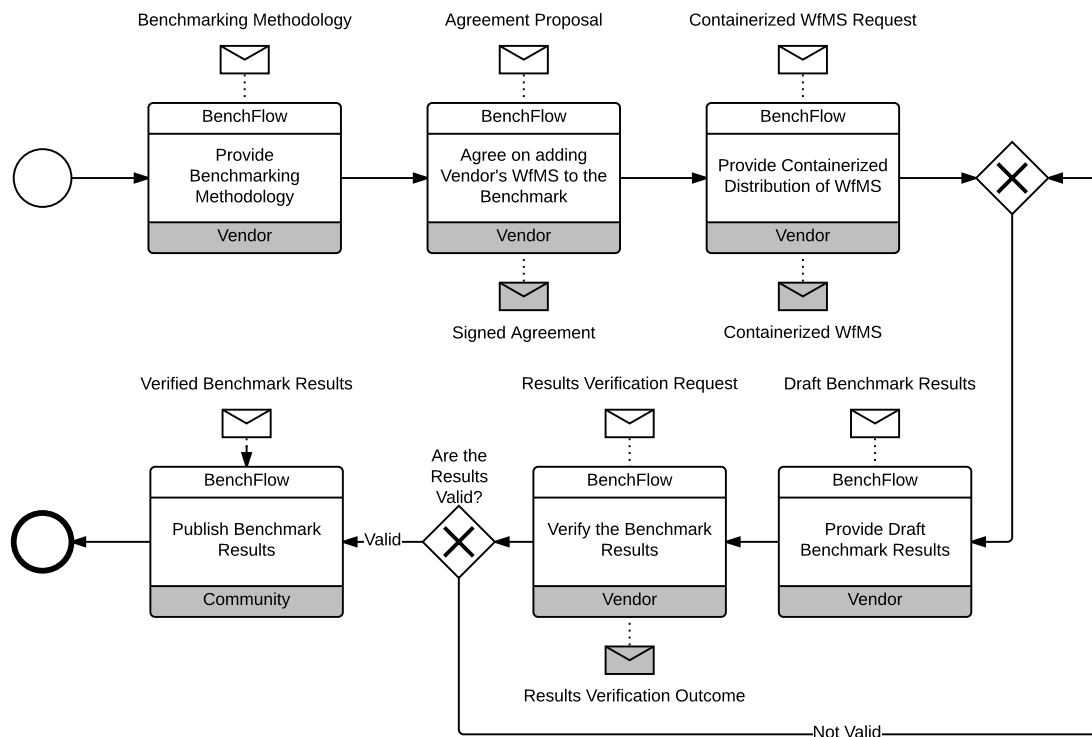 Benchmarking Methodology
Agreement Proposal
Containerized WfMS Request
BenchFlow
Provide
Benchmarking
Methodology
Vendor
BenchFlow
Agree on adding
Vendor's WfMS to the
Benchmark
Vendor
BenchFlow
Provide Containerized
Distribution of WfMS
Vendor
Signed Agreement
Containerized WfMS
Verified Benchmark Results
Results Verification Request
Draft Benchmark Results
BenchFlow
Publish Benchmark
Results
Community
Are the
Results
Valid?
Valid
BenchFlow
Verify the Benchmark
Results
Vendor
BenchFlow
Provide Draft
Benchmark Results
Vendor
Results Verification Outcome
Not Valid